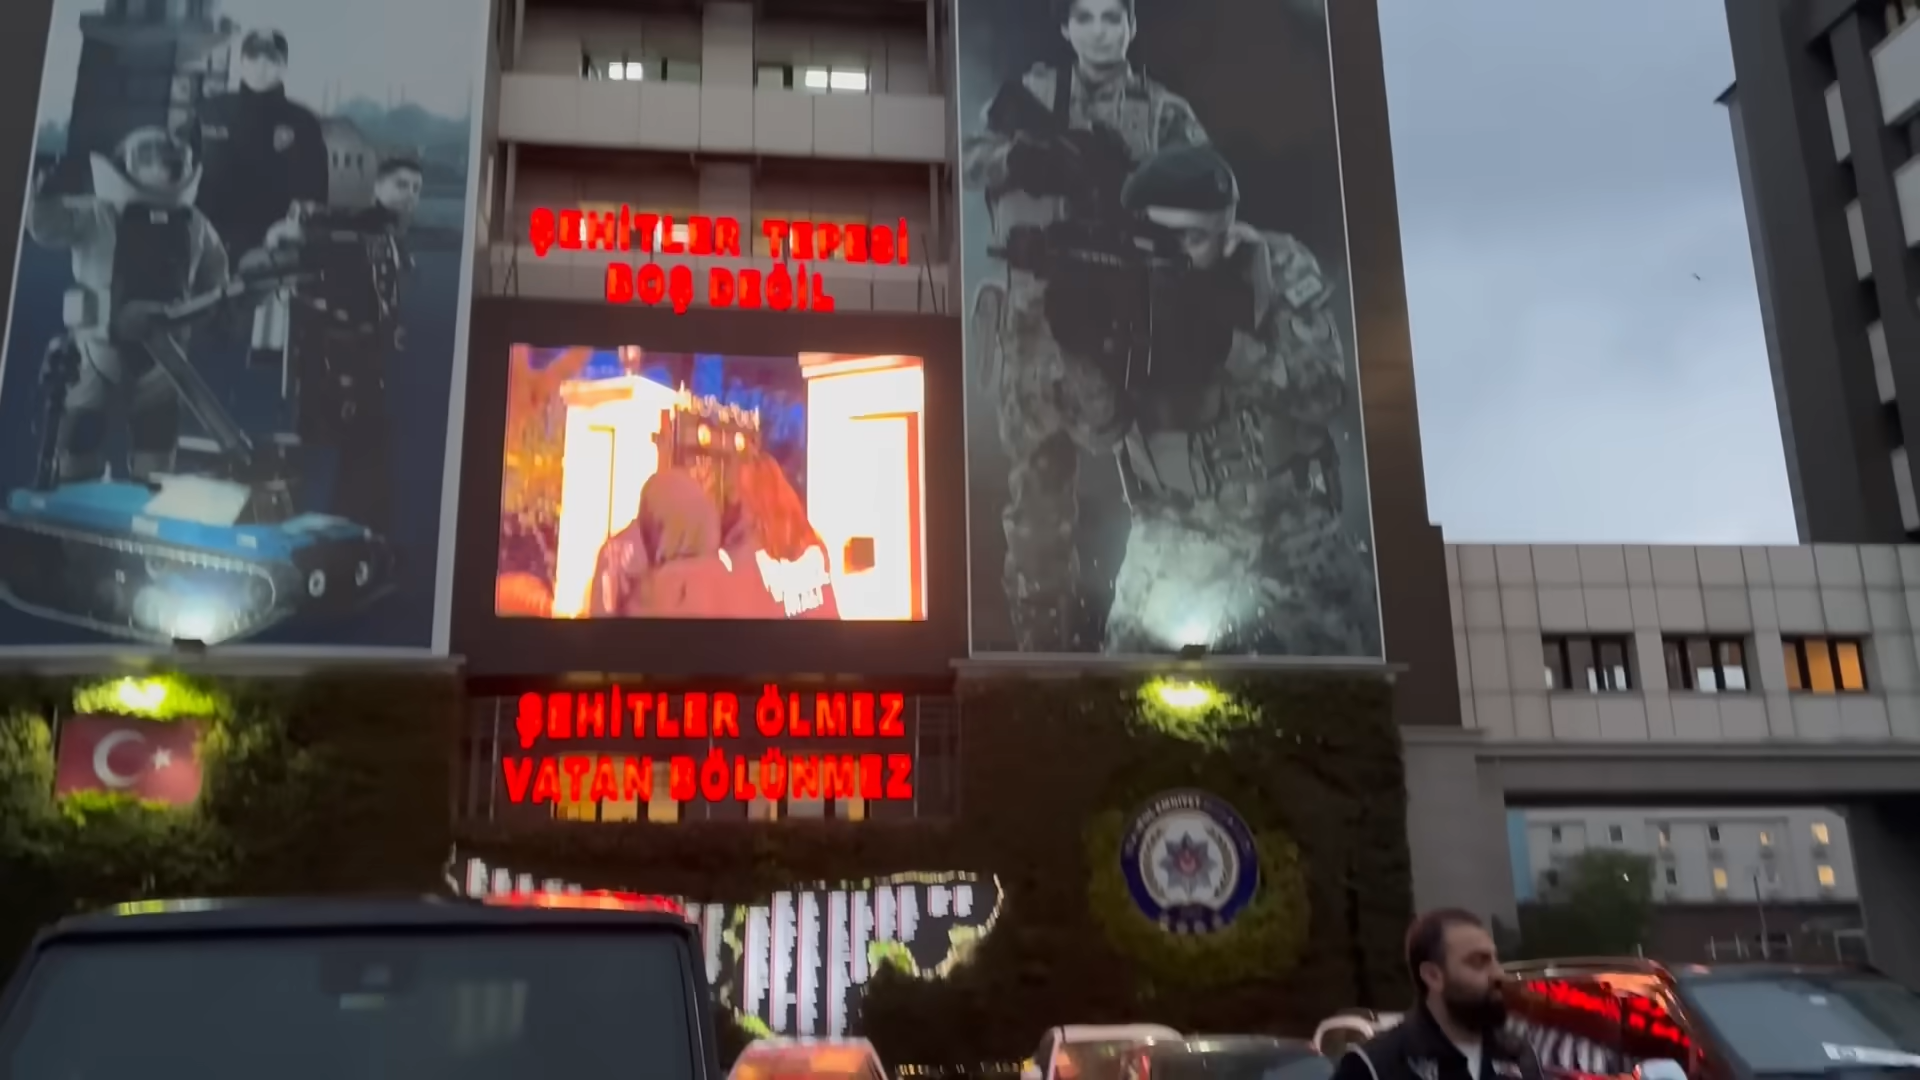 ŞEHİTLER TEPESİ
BOŞ DEĞİL
ŞEHİTLER ÖLMEZ
VATAN BÖLÜNMEZ